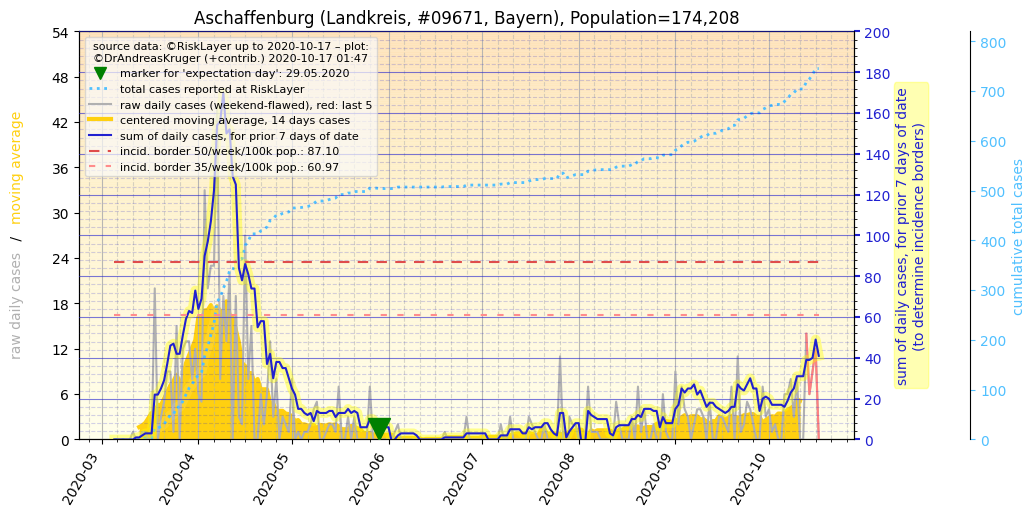 Aschaffenburg (Landkreis, #09671, Bayern), Population=174,208
source data: ©RiskLayer up to 2020-10-17 – plot:
©DrAndreasKruger (+contrib.) 2020-10-17 01:47
marker for 'expectation day': 29.05.2020
total cases reported at RiskLayer
raw daily cases (weekend-flawed), red: last 5
centered moving average, 14 days cases
sum of daily cases, for prior 7 days of date
incid. border 50/week/100k pop.: 87.10
incid. border 35/week/100k pop.: 60.97
raw daily cases / moving average
54
48
42
36
30
24
18
12
6
0
2020-03
2020-04
2020-05
2020-06
2020-07
2020-08
2020-09
2020-10
200
180
160
140
120
100
80
60
40
20
0
sum of daily cases, for prior 7 days of date
(to determine incidence borders)
800
700
600
500
400
300
200
100
0
cumulative total cases